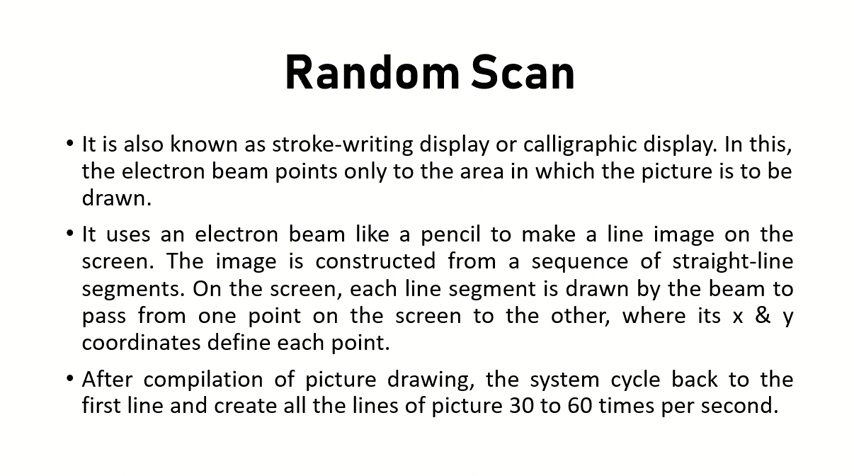 Random Scan
• It is also known as stroke-writing display or calligraphic display. In this,
the electron beam points only to the area in which the picture is to be
drawn.
• It uses an electron beam like a pencil to make a line image on the
screen. The image is constructed from a sequence of straight-line
segments. On the screen, each line segment is drawn by the beam to
pass from one point on the screen to the other, where its x & y
coordinates define each point.
• After compilation of picture drawing, the system cycle back to the
first line and create all the lines of picture 30 to 60 times per second.